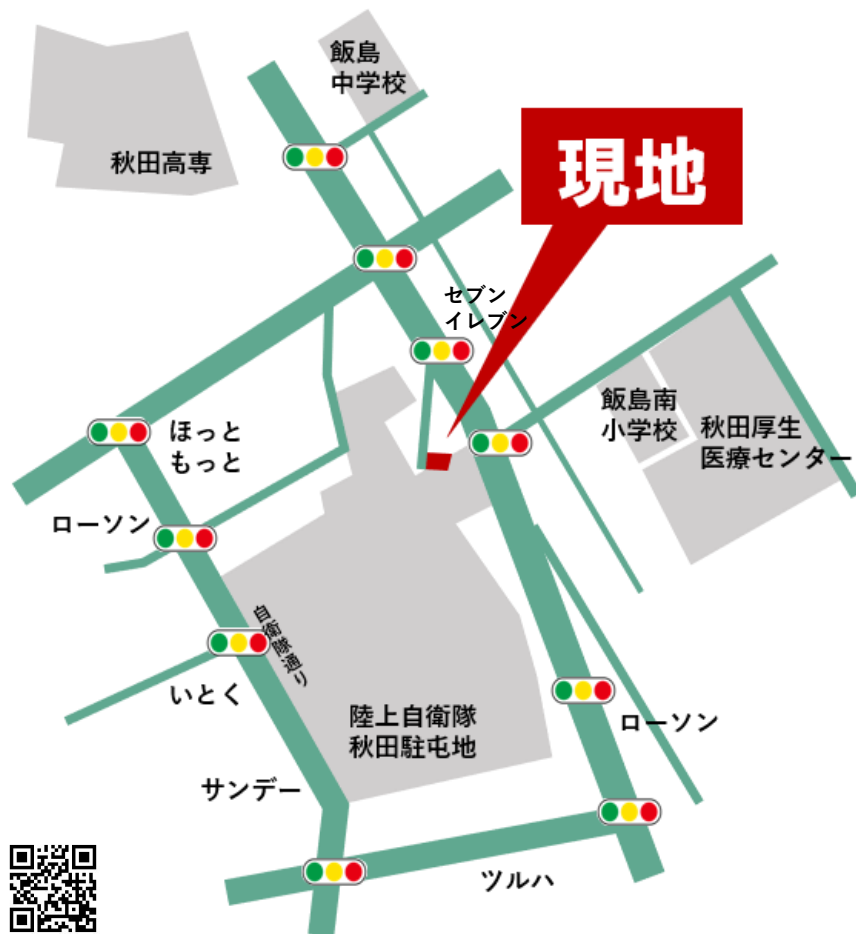 飯島
中学校
秋田高専
現地
セブン
イレブン
飯島南
小学校
秋田厚生
医療センター
ほっと
もっと
ローソン
自衛隊通り
いとく
陸上自衛隊
秋田駐屯地
ローソン
サンデー
ツルハ